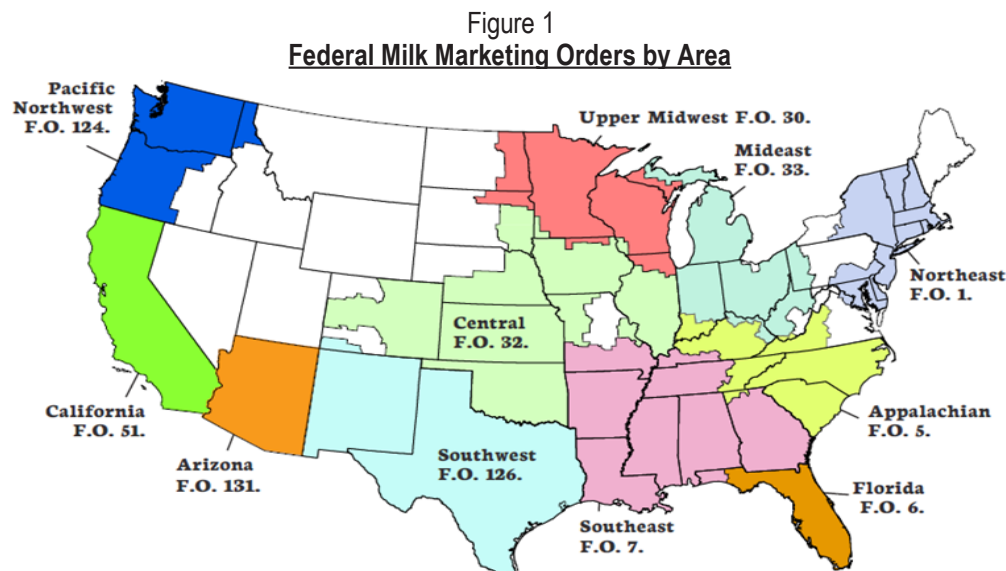 Figure 1
Federal Milk Marketing Orders by Area
Pacific
Northwest
F.O. 124.
Upper Midwest F.O. 30.
Mideast
F.O. 33.
Northeast
F.O. 1.
Central
F.O. 32.
California
F.O. 51.
Appalachian
F.O. 5.
Arizona
F.O. 131.
Southwest
F.O. 126.
Florida
F.O. 6.
Southeast
F.O. 7.